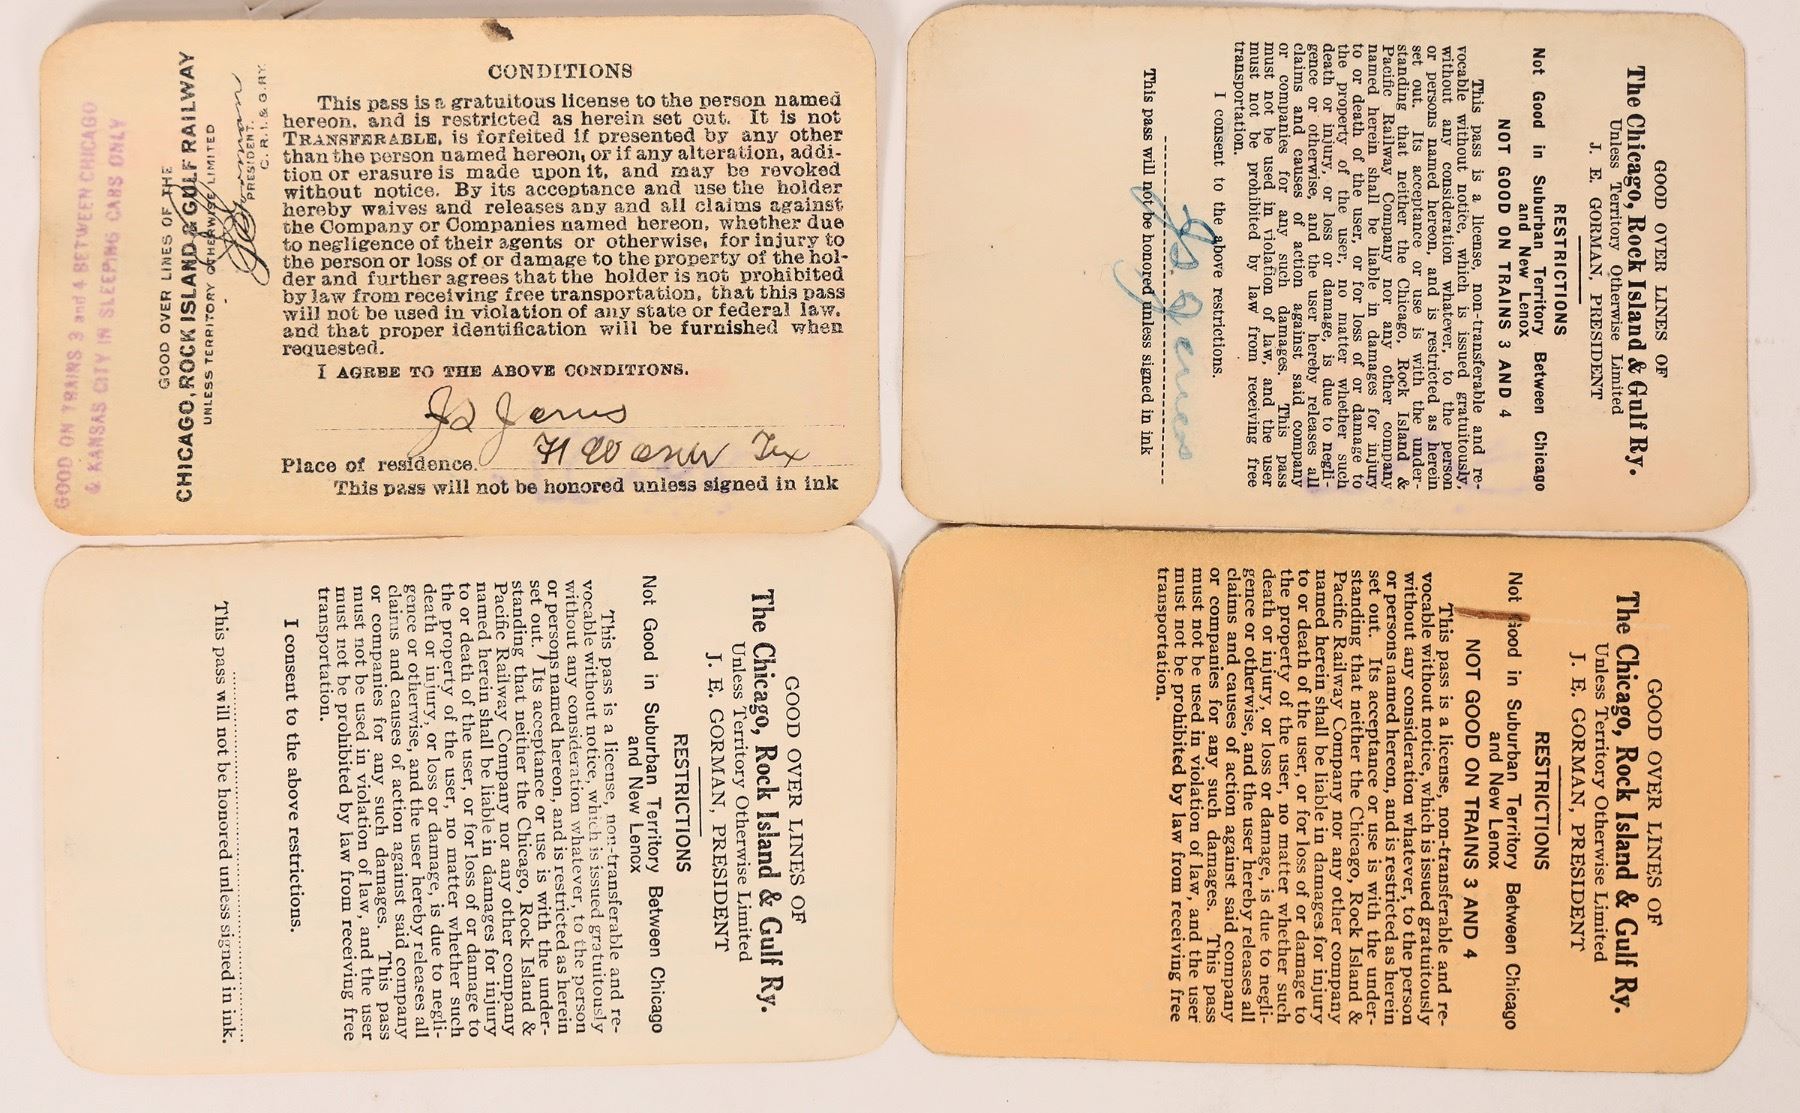 CONDITIONS
This pass is a gratuitous license to the person named
hereon, and is restricted as herein set out. It is not
TRANSFERABLE, is forfeited if presented by any other
than the person named hereon, or if any alteration, addi-
tion or erasure is made upon it, and may be revoked
without notice. By its acceptance and use the holder
hereby waives and releases any and all claims against
the Company or Companies named hereon, whether due
to negligence of their agents or otherwise, for injury to
the person or loss of or damage to the property of the hol-
der and further agrees that the holder is not prohibited
by law from receiving free transportation, that this pass
will not be used in violation of any state or federal law,
and that proper identification will be furnished when
requested.
I AGREE TO THE ABOVE CONDITIONS.
Place of residence.
This pass will not be honored unless signed in ink
GOOD OVER LINES OF THE
CHICAGO, ROCK ISLAND & GULF RAILWAY
UNLESS TERRITORY OTHERWISE LIMITED
PRESIDENT
C. R. I. & G. RY.
GOOD ON TRAINS 3 and 4 BETWEEN CHICAGO
& KANSAS CITY IN SLEEPING CARS ONLY
GOOD OVER LINES OF
The Chicago, Rock Island & Gulf Ry.
Unless Territory Otherwise Limited
J. E. GORMAN, PRESIDENT
RESTRICTIONS
Not Good in Suburban Territory Between Chicago
and New Lenox
NOT GOOD ON TRAINS 3 AND 4
This pass is a license, non-transferable and re-
vocable without notice, which is issued gratuitously,
without any consideration whatever, to the person
or persons named hereon, and is restricted as herein
set out. Its acceptance or use is with the under-
standing that neither the Chicago, Rock Island &
Pacific Railway Company nor any other company
named herein shall be liable in damages for injury
to or death of the user, or for loss of or damage to
the property of the user, no matter whether such
death or injury, or loss or damage, is due to negli-
gence or otherwise, and the user hereby releases all
claims and causes of action against said company
or companies for any such damages. This pass
must not be used in violation of law, and the user
must not be prohibited by law from receiving free
transportation.
I consent to the above restrictions.
This pass will not be honored unless signed in ink
GOOD OVER LINES OF
The Chicago, Rock Island & Gulf Ry.
Unless Territory Otherwise Limited
J. E. GORMAN, PRESIDENT
RESTRICTIONS
Not Good in Suburban Territory Between Chicago
and New Lenox
This pass is a license, non-transferable and re-
vocable without notice, which is issued gratuitously
without any consideration whatever, to the person
or persons named hereon, and is restricted as herein
set out. Its acceptance or use is with the under-
standing that neither the Chicago, Rock Island &
Pacific Railway Company nor any other company
named herein shall be liable in damages for injury
to or death of the user, or for loss of or damage to
the property of the user, no matter whether such
death or injury, or loss or damage, is due to negli-
gence or otherwise, and the user hereby releases all
claims and causes of action against said company
or companies for any such damages. This pass
must not be used in violation of law, and the user
must not be prohibited by law from receiving free
transportation.
I consent to the above restrictions.
This pass will not be honored unless signed in ink.
GOOD OVER LINES OF
The Chicago, Rock Island & Gulf Ry.
Unless Territory Otherwise Limited
J. E. GORMAN, PRESIDENT
RESTRICTIONS
Not Good in Suburban Territory Between Chicago
and New Lenox
NOT GOOD ON TRAINS 3 AND 4
This pass is a license, non-transferable and re-
vocable without notice, which is issued gratuitously
without any consideration whatever, to the person
or persons named hereon, and is restricted as herein
set out. Its acceptance or use is with the under-
standing that neither the Chicago, Rock Island &
Pacific Railway Company nor any other company
named herein shall be liable in damages for injury
to or death of the user, or for loss of or damage to
the property of the user, no matter whether such
death or injury, or loss or damage, is due to negli-
gence or otherwise, and the user hereby releases all
claims and causes of action against said company
or companies for any such damages. This pass
must not be used in violation of law, and the user
must not be prohibited by law from receiving free
transportation.